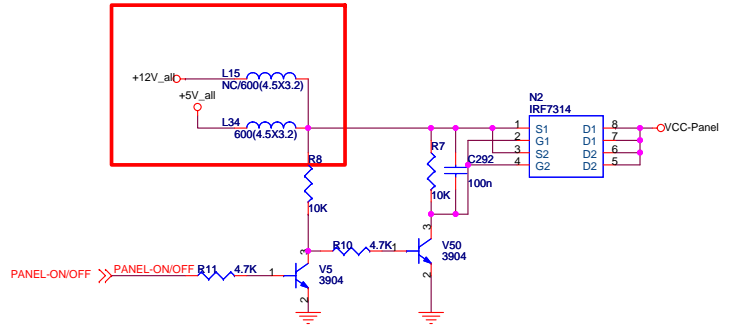 +12V_all
L15
NC/600(4.5X3.2)
+5V_all
L34
600(4.5X3.2)
N2
IRF7314
1 S1 D1 8
2 G1 D1 7
3 S2 D2 6
4 G2 D2 5
VCC-Panel
R7
10K
C292
100n
R8
10K
3
R10 4.7K 1
3
V50
3904
2
PANEL-ON/OFF PANEL-ON/OFF R11 4.7K 1
V5
3904
2